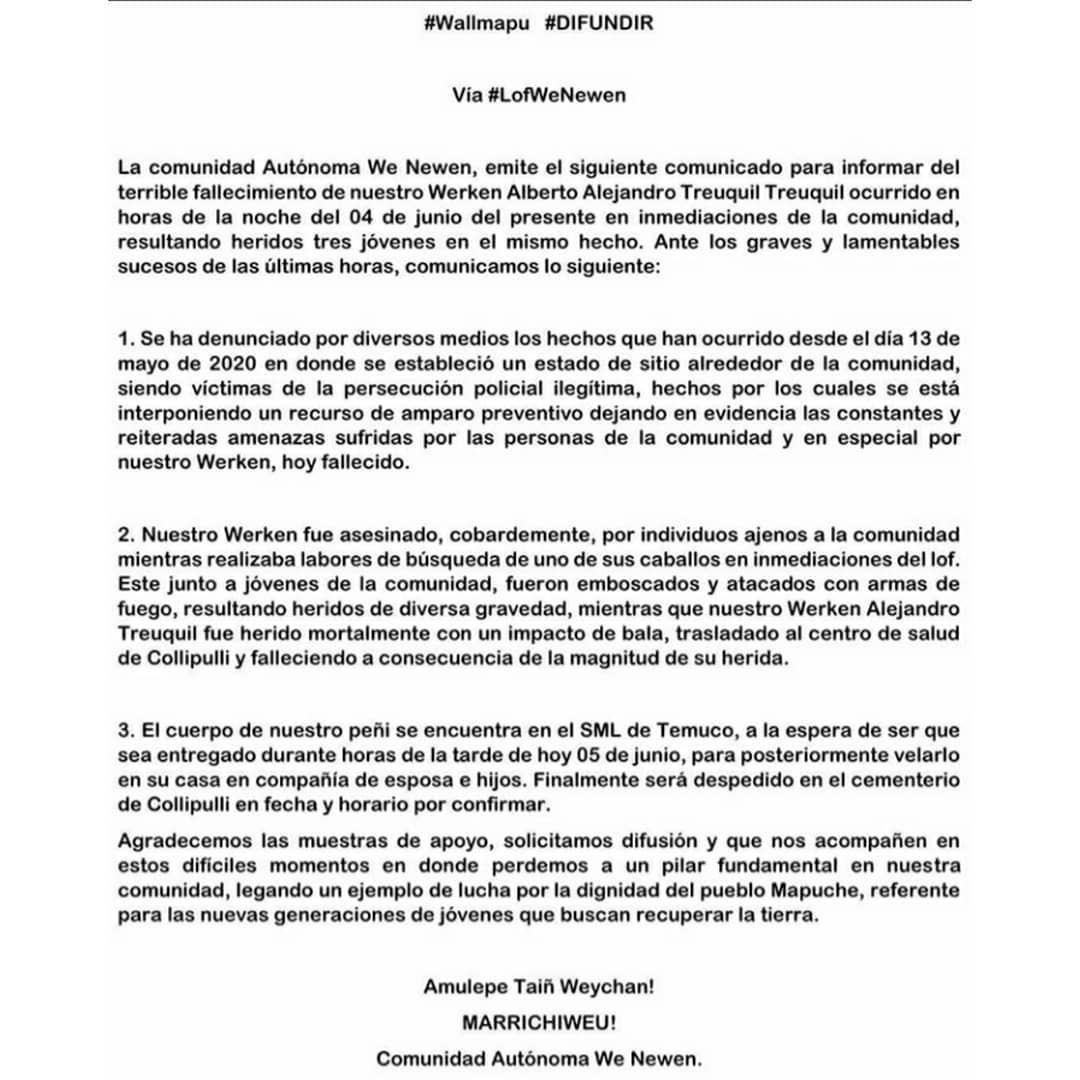 #Wallmapu #DIFUNDIR
Vía #LofWeNewen
La comunidad Autónoma We Newen, emite el siguiente comunicado para informar del
terrible fallecimiento de nuestro Werken Alberto Alejandro Treuquil Treuquil ocurrido en
horas de la noche del 04 de junio del presente en inmediaciones de la comunidad,
resultando heridos tres jóvenes en el mismo hecho. Ante los graves y lamentables
sucesos de las últimas horas, comunicamos lo siguiente:
1. Se ha denunciado por diversos medios los hechos que han ocurrido desde el día 13 de
mayo de 2020 en donde se estableció un estado de sitio alrededor de la comunidad,
siendo víctimas de la persecución policial ilegítima, hechos por los cuales se está
interponiendo un recurso de amparo preventivo dejando en evidencia las constantes y
reiteradas amenazas sufridas por las personas de la comunidad y en especial por
nuestro Werken, hoy fallecido.
2. Nuestro Werken fue asesinado, cobardemente, por individuos ajenos a la comunidad
mientras realizaba labores de búsqueda de uno de sus caballos en inmediaciones del lof.
Este junto a jóvenes de la comunidad, fueron emboscados y atacados con armas de
fuego, resultando heridos de diversa gravedad, mientras que nuestro Werken Alejandro
Treuquil fue herido mortalmente con un impacto de bala, trasladado al centro de salud
de Collipulli y falleciendo a consecuencia de la magnitud de su herida.
3. El cuerpo de nuestro peñi se encuentra en el SML de Temuco, a la espera de ser que
sea entregado durante horas de la tarde de hoy 05 de junio, para posteriormente velarlo
en su casa en compañía de esposa e hijos. Finalmente será despedido en el cementerio
de Collipulli en fecha y horario por confirmar.
Agradecemos las muestras de apoyo, solicitamos difusión y que nos acompañen en
estos difíciles momentos en donde perdemos a un pilar fundamental en nuestra
comunidad, legando un ejemplo de lucha por la dignidad del pueblo Mapuche, referente
para las nuevas generaciones de jóvenes que buscan recuperar la tierra.
Amulepe Taiñ Weychan!
MARRICHIWEU!
Comunidad Autónoma We Newen.